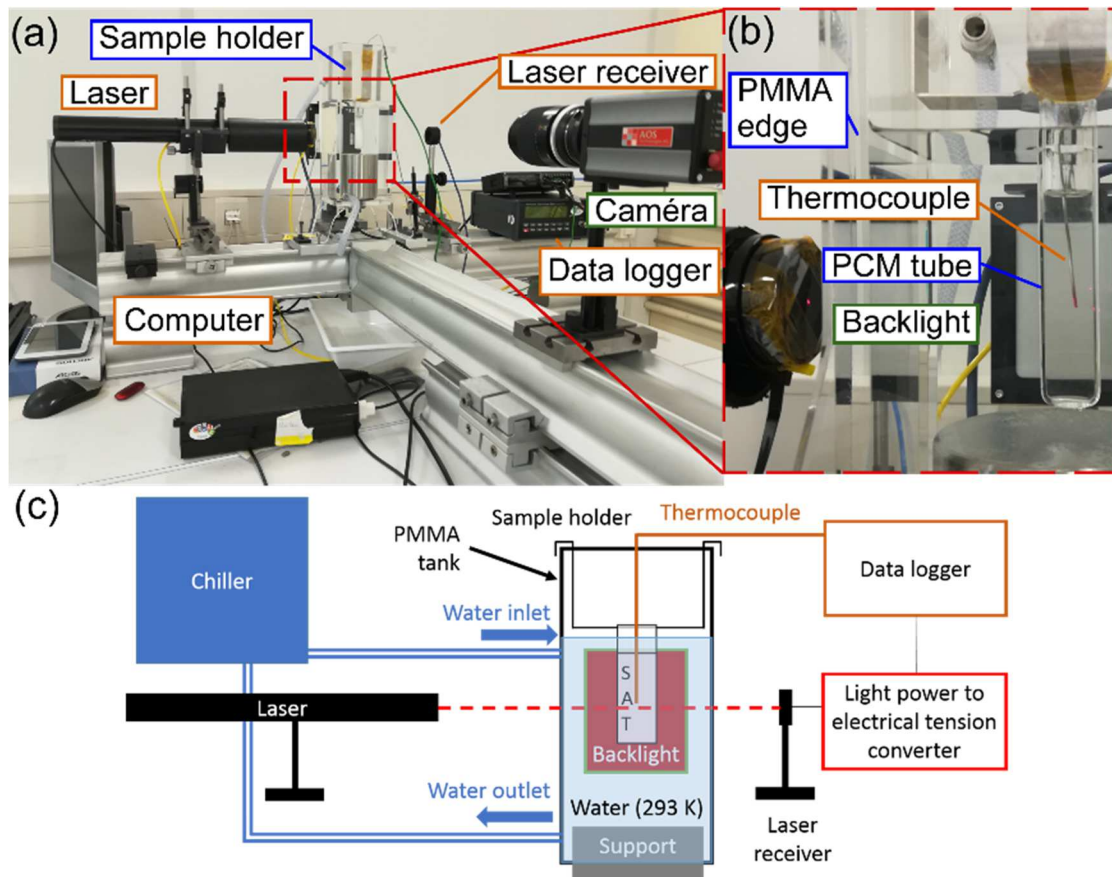 (a)
Sample holder
Laser
Laser receiver
AOS
Caméra
Data logger
Computer
(b)
PMMA
edge
Thermocouple
PCM tube
Backlight
(c)
Chiller
Sample holder
PMMA
tank
Thermocouple
Data logger
Water inlet
Laser
S
A
T
Backlight
Light power to
electrical tension
converter
Water outlet
Water (293 K)
Support
Laser
receiver